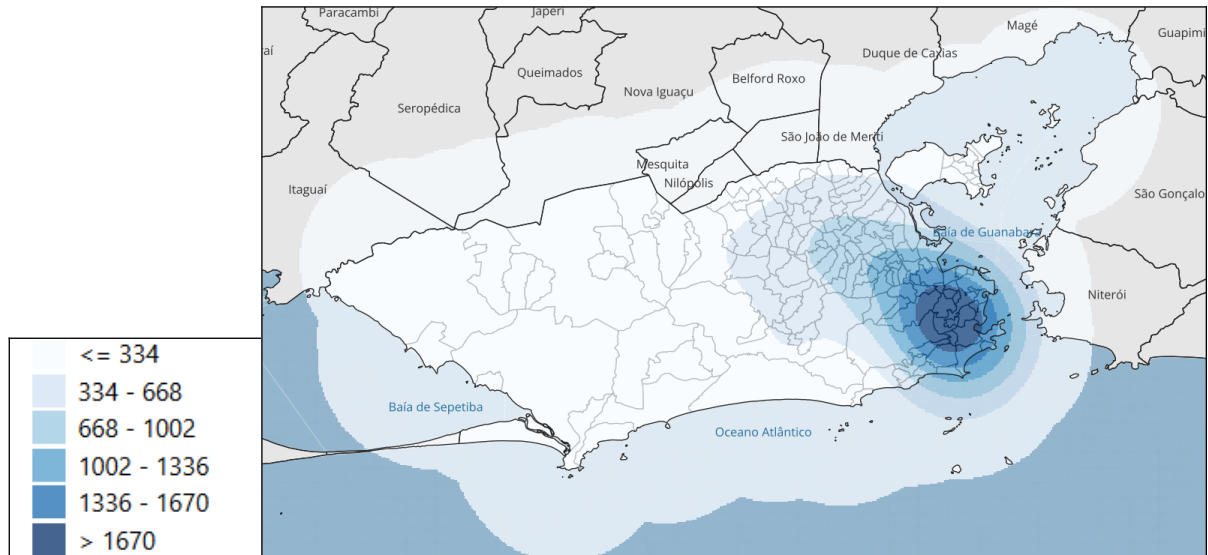 Paracambi
Japeri
Magé
Guapimi
Duque de Caxias
aí
Queimados
Belford Roxo
Nova Iguaçu
Seropédica
São João de Meriti
Mesquita
Nilópolis
Itaguaí
São Gonçalo
Baía de Guanabara
Niterói
Baía de Sepetiba
Oceano Atlântico
<= 334
334 - 668
668 - 1002
1002 - 1336
1336 - 1670
> 1670